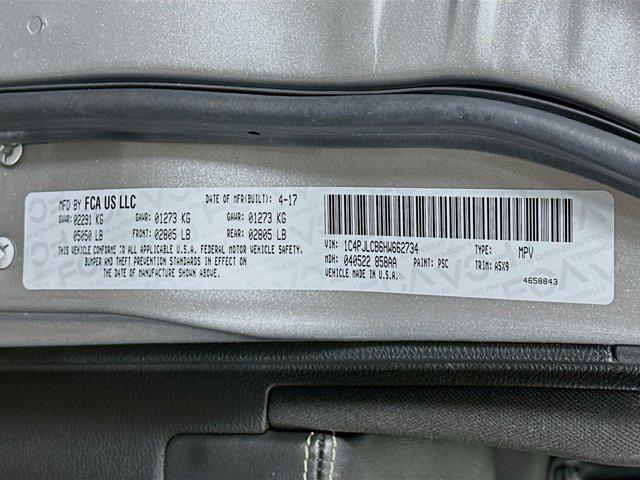 MFD BY FCA US LLC DATE OF MFR(BUILT): 4-17
GVWR: 02291 KG GAWR: 01273 KG GAWR: 01273 KG
05050 LB FRONT: 02805 LB REAR: 02805 LB
THIS VEHICLE CONFORMS TO ALL APPLICABLE U.S.A. FEDERAL MOTOR VEHICLE SAFETY,
BUMPER AND THEFT PREVENTION STANDARDS IN EFFECT ON
THE DATE OF MANUFACTURE SHOWN ABOVE.
VIN: 1C4PJLCB6HW662734 TYPE: MPV
MDH: 040522 858AA PAINT: PSC TRIM: A5X9
VEHICLE MADE IN U.S.A.
4658843